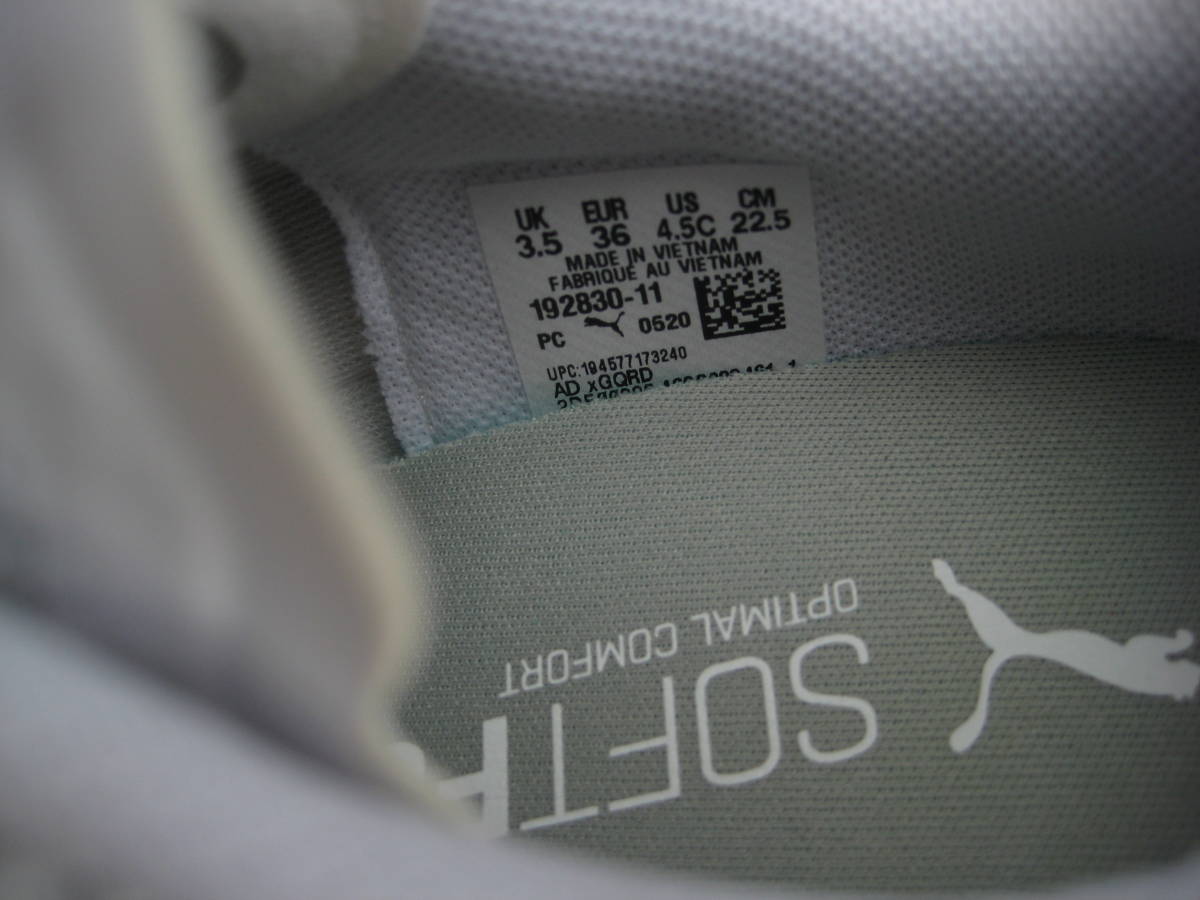 UK EUR US CM
3.5 36 4.5C 22.5
MADE IN VIETNAM
FABRIQUE AU VIETNAM
192830-11
PC 0520
UPC:194577173240
AD xGQRD
OPTIMAL COMFORT
SOFT